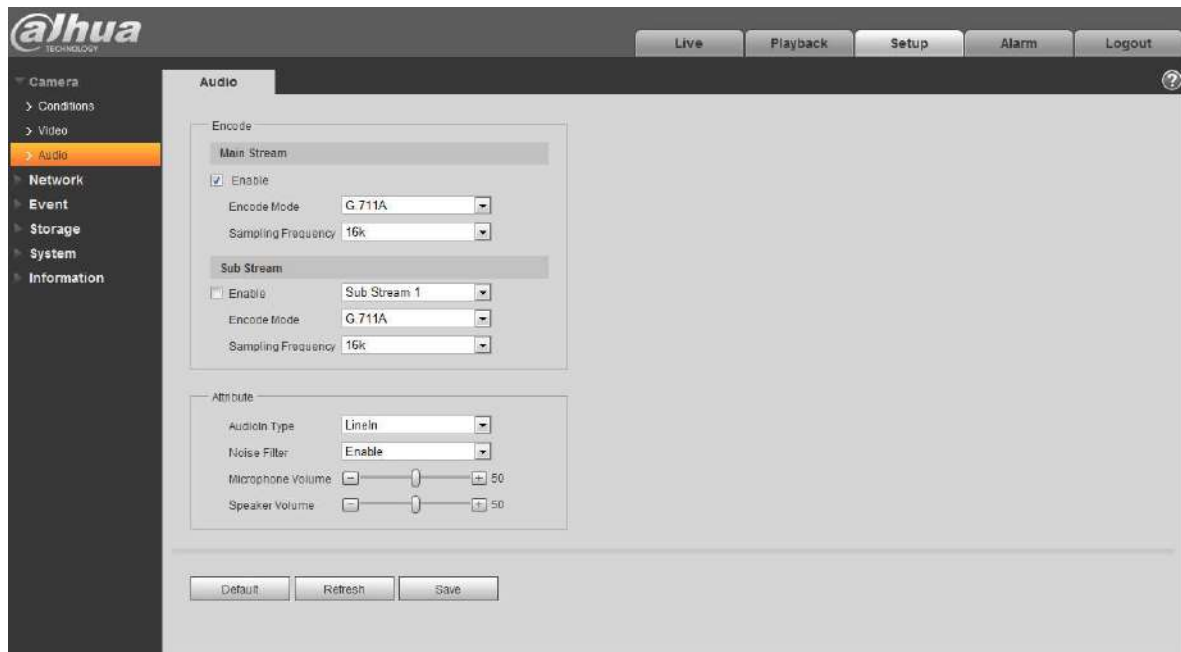 alhua
TECHNOLOGY
Live
Playback
Setup
Alarm
Logout
Camera
Conditions
Video
Audio
Network
Event
Storage
System
Information
Audio
?
Encode
Main Stream
Enable
Encode Mode G.711A
Sampling Frequency 16k
Sub Stream
Enable Sub Stream 1
Encode Mode G.711A
Sampling Frequency 16k
Attribute
AudioIn Type LineIn
Noise Filter Enable
Microphone Volume - + 50
Speaker Volume - + 50
Default Refresh Save